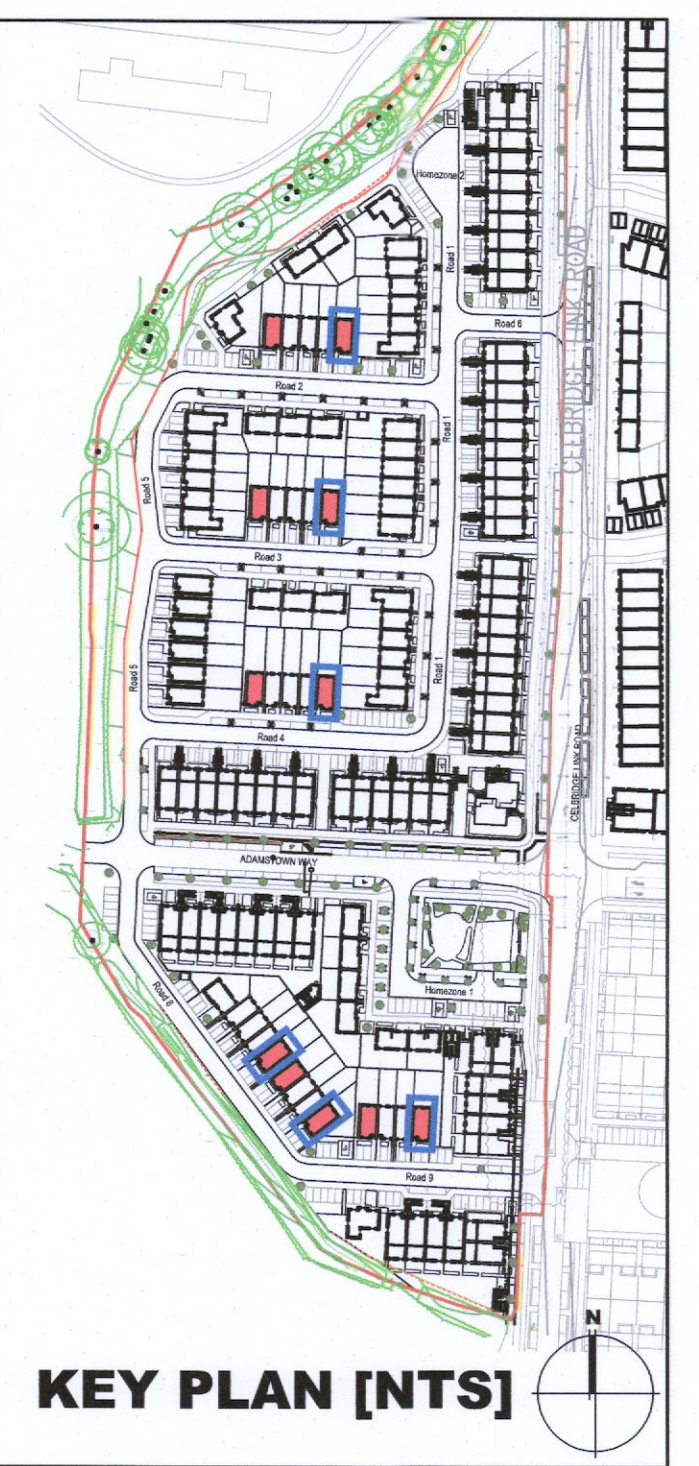 Homezone 2
Road 1
CELBRIDGE LINK ROAD
Road 6
Road 2
Road 1
Road 5
Road 3
Road 1
Road 5
Road 4
CELBRIDGE LINK ROAD
ADAMSTOWN WAY
Homezone 1
Road 8
Road 9
N
KEY PLAN [NTS]